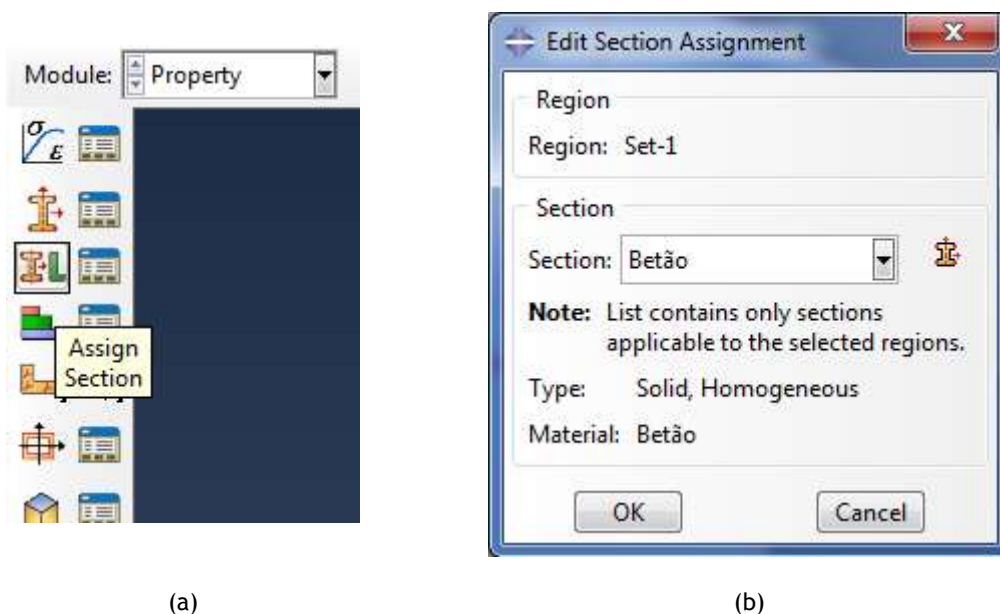 Module: Property
σ
ε
Assign
Section
(a)
Edit Section Assignment
Region
Region: Set-1
Section
Section: Betão
Note: List contains only sections
applicable to the selected regions.
Type: Solid, Homogeneous
Material: Betão
OK Cancel
(b)